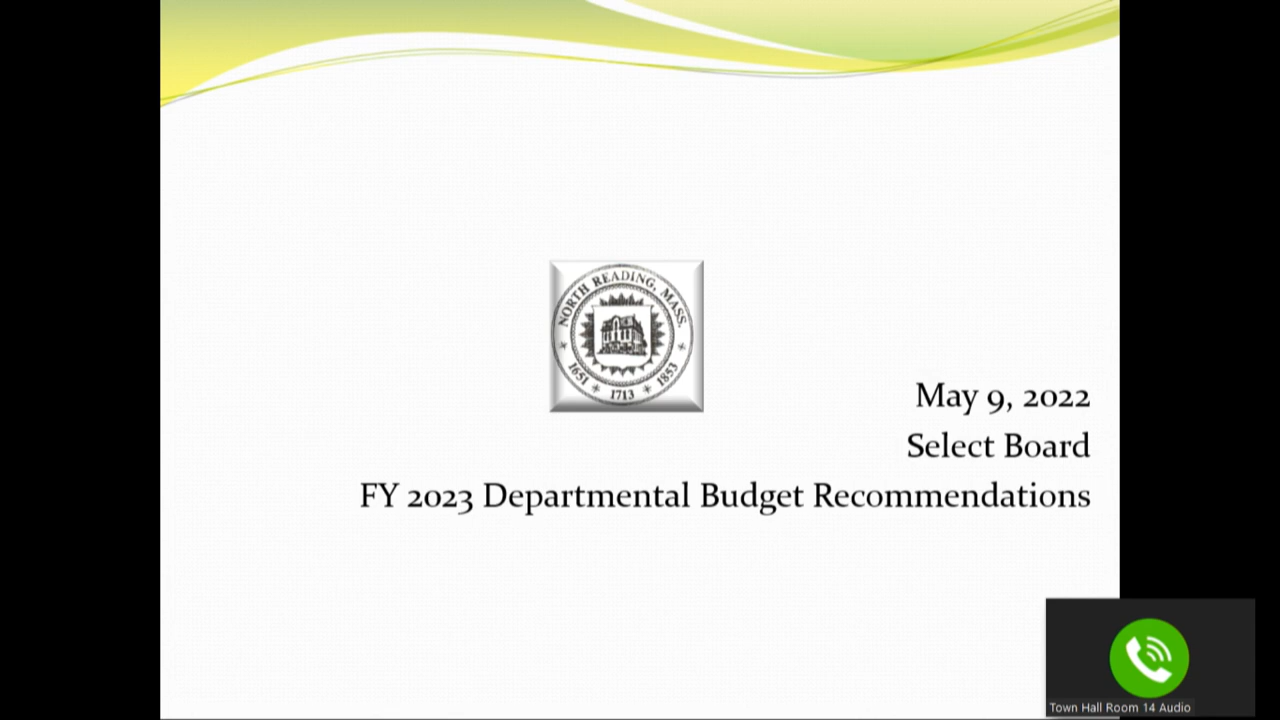 NORTH READING, MASS.
1651 1713 1853
May 9, 2022
Select Board
FY 2023 Departmental Budget Recommendations
Town Hall Room 14 Audio